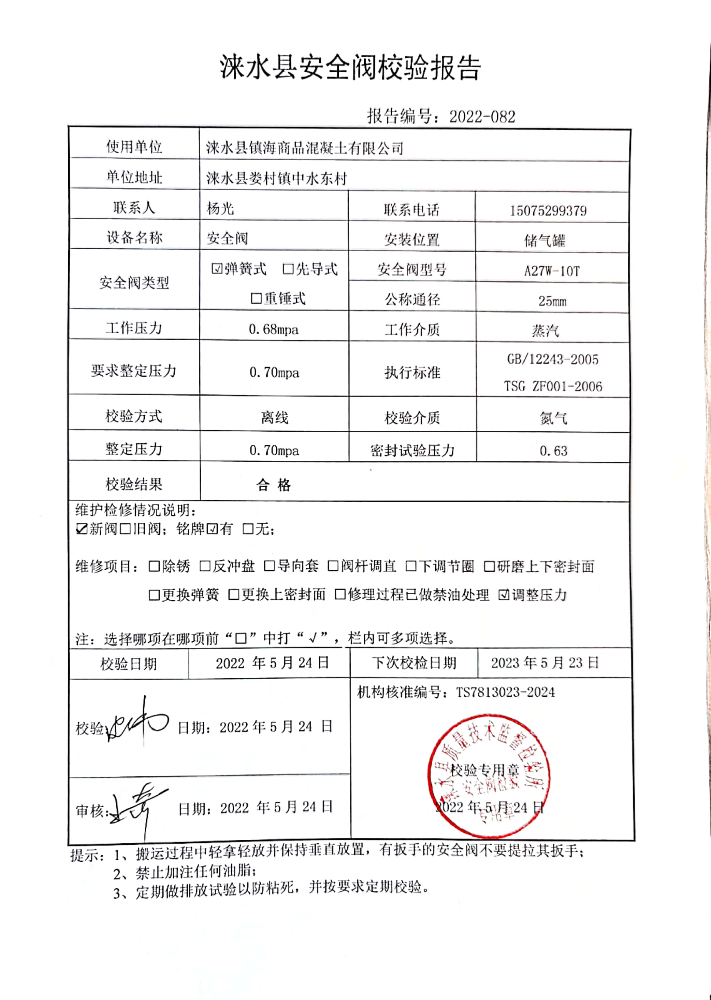 涞水县安全阀校验报告
报告编号：2022-082
使用单位 涞水县镇海商品混凝土有限公司
单位地址 涞水县娄村镇中水东村
联系人 杨光 联系电话 15075299379
设备名称 安全阀 安装位置 储气罐
安全阀类型 ☑弹簧式 □先导式 □重锤式 安全阀型号 A27W-10T
公称通径 25mm
工作压力 0.68mpa 工作介质 蒸汽
要求整定压力 0.70mpa 执行标准 GB/12243-2005
TSG ZF001-2006
校验方式 离线 校验介质 氮气
整定压力 0.70mpa 密封试验压力 0.63
校验结果 合 格
维护检修情况说明：
☑新阀□旧阀；铭牌☑有 □无；
维修项目：□除锈 □反冲盘 □导向套 □阀杆调直 □下调节圈 □研磨上下密封面
□更换弹簧 □更换上密封面 □修理过程已做禁油处理 ☑调整压力
注：选择哪项在哪项前“□”中打“√”，栏内可多项选择。
校验日期 2022 年 5 月 24 日 下次校检日期 2023 年 5 月 23 日
机构核准编号：TS7813023-2024
校验： 日期：2022 年 5 月 24 日
涞水县质量技术监督检验所
校验专用章
安全阀校验
专用章
2022 年 5 月 24 日
审核： 日期：2022 年 5 月 24 日
提示：1、搬运过程中轻拿轻放并保持垂直放置，有扳手的安全阀不要提拉其扳手；
2、禁止加注任何油脂；
3、定期做排放试验以防粘死，并按要求定期校验。